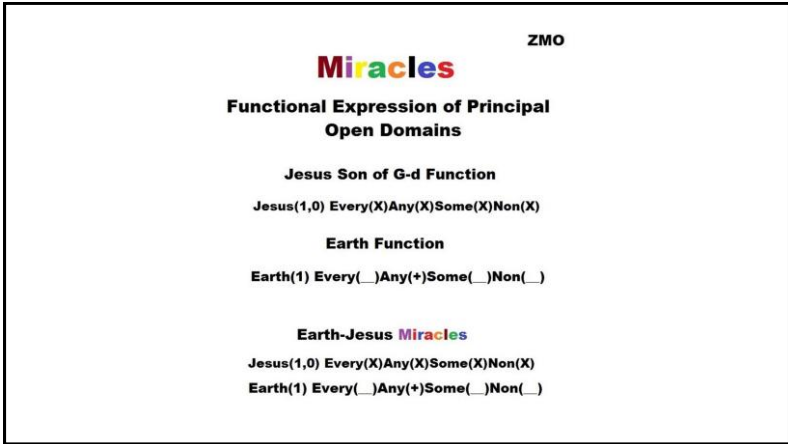 ZMO
Miracles
Functional Expression of Principal
Open Domains
Jesus Son of G-d Function
Jesus(1,0) Every(X)Any(X)Some(X)Non(X)
Earth Function
Earth(1) Every(__)Any(+)Some(__)Non(__)
Earth-Jesus Miracles
Jesus(1,0) Every(X)Any(X)Some(X)Non(X)
Earth(1) Every(__)Any(+)Some(__)Non(__)